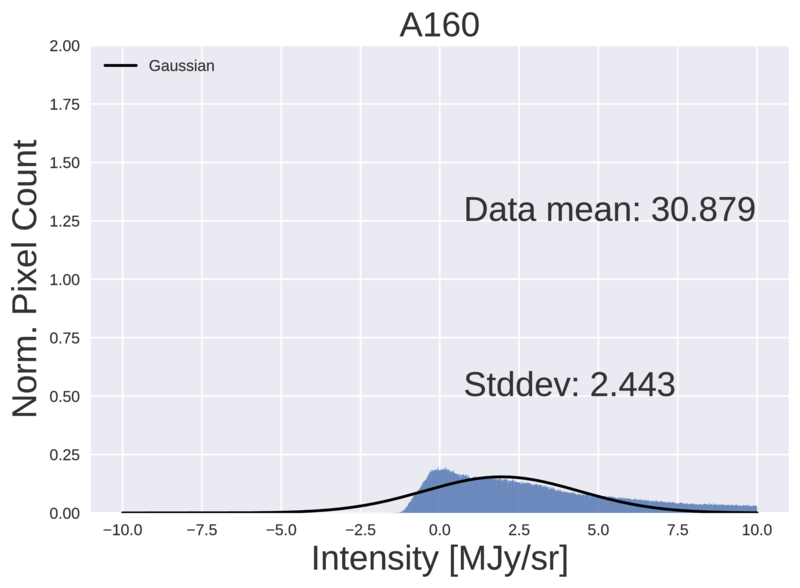 A160
2.00
Gaussian
1.75
1.50
Data mean: 30.879
1.25
1.00
0.75
Stddev: 2.443
0.50
0.25
0.00
Norm. Pixel Count
−10.0 −7.5 −5.0 −2.5 0.0 2.5 5.0 7.5 10.0
Intensity [MJy/sr]